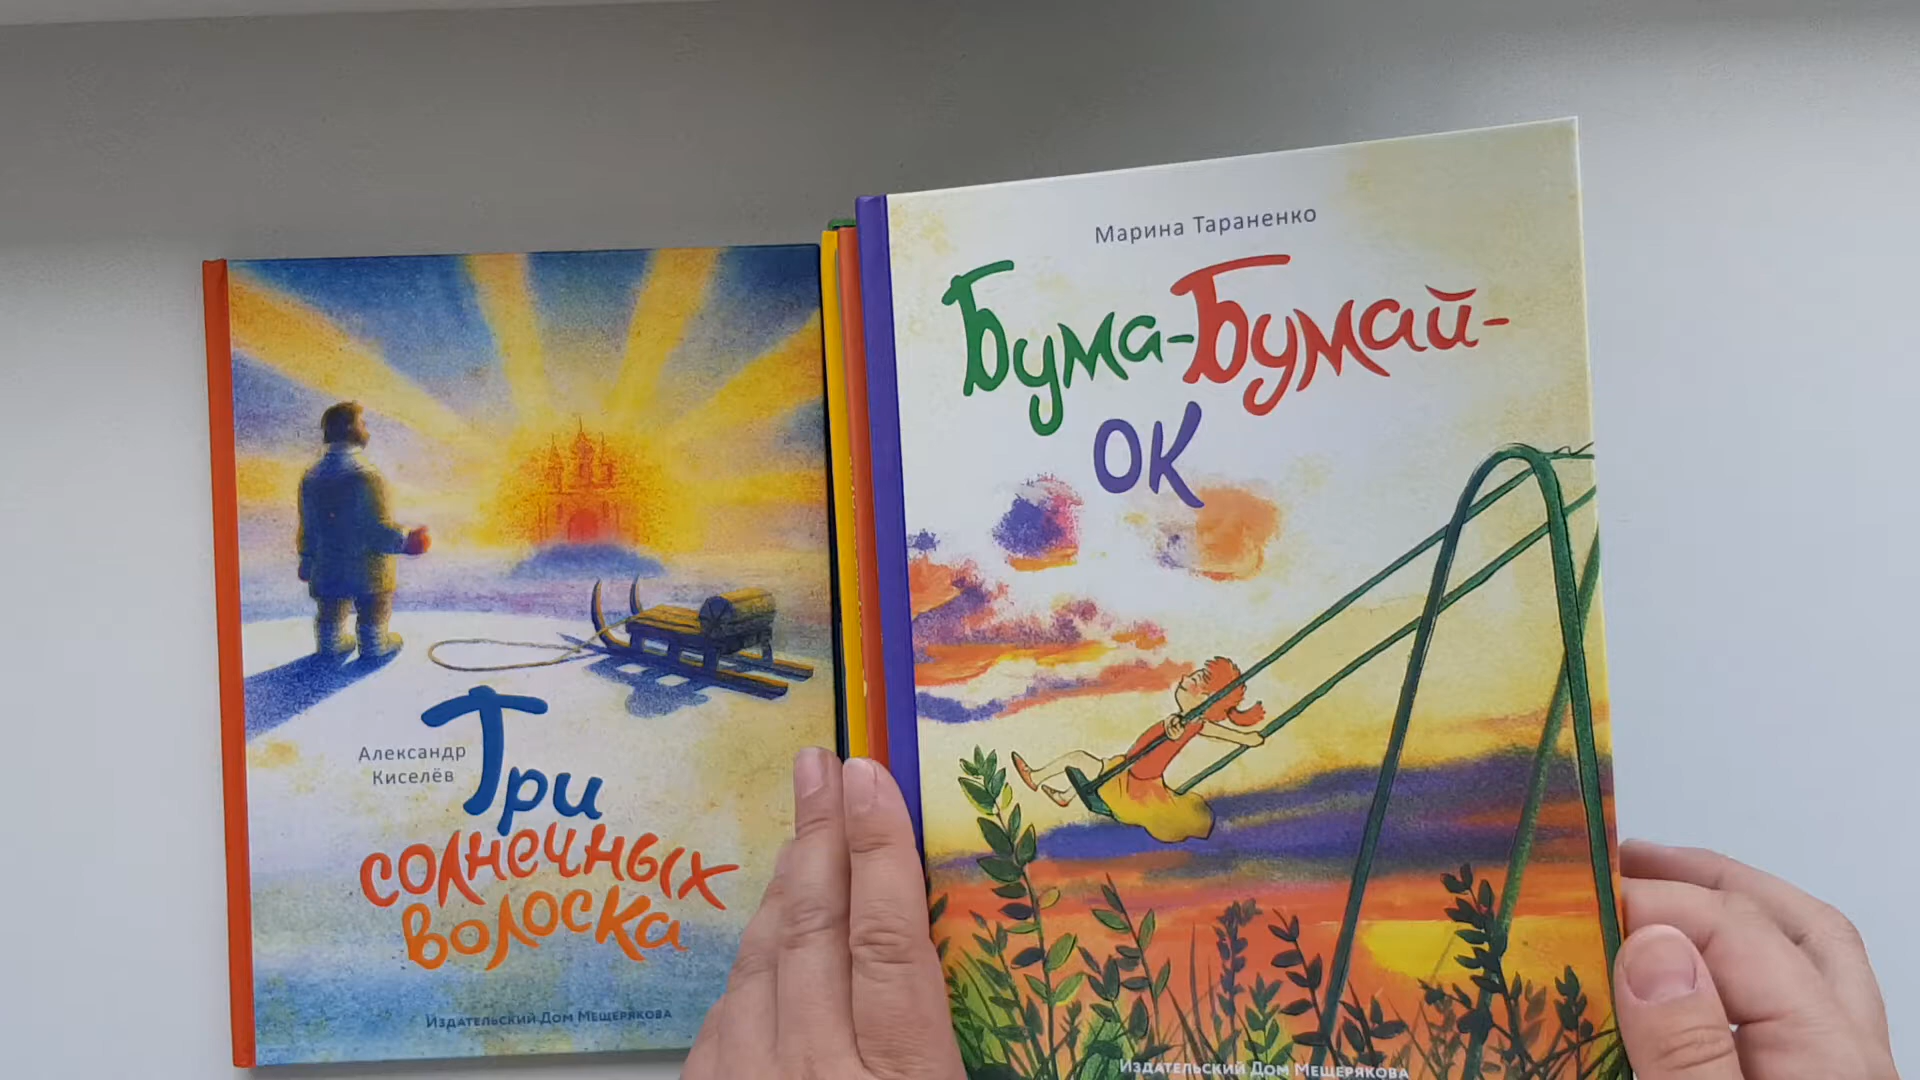 Александр
Киселёв
Три
солнечных
волоска
Издательский Дом Мещерякова
Марина Тараненко
Бума-Бумай-
ОК
Издательский Дом Мещерякова